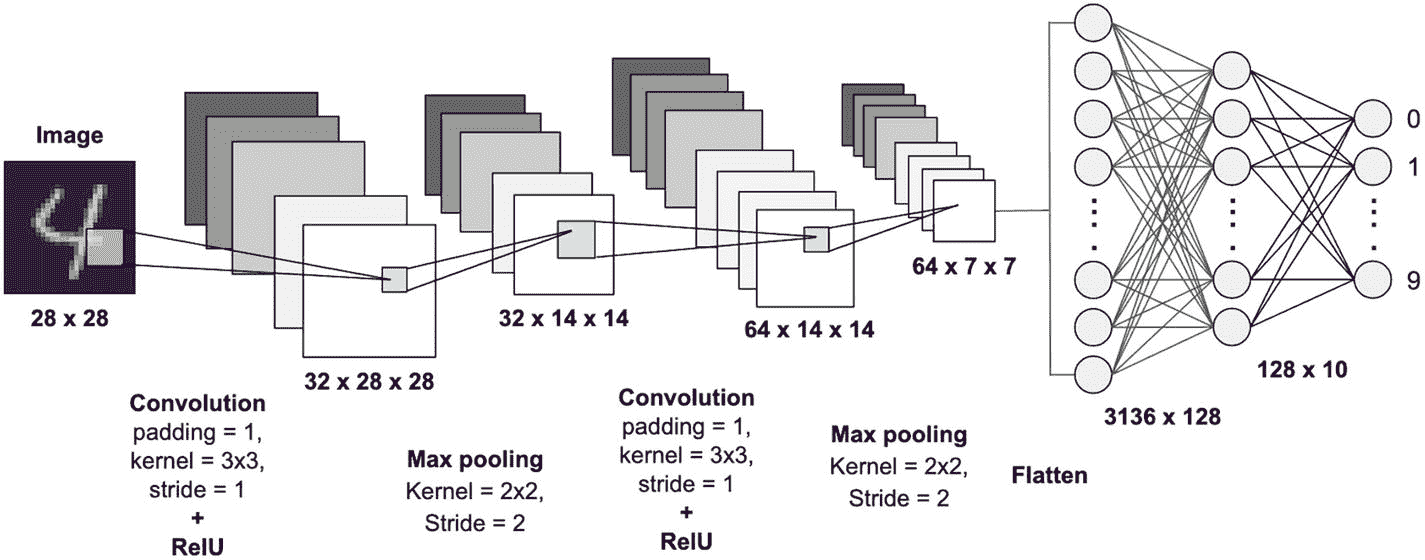 Image
28 x 28
32 x 28 x 28
Convolution
padding = 1,
kernel = 3x3,
stride = 1
+
RelU
32 x 14 x 14
Max pooling
Kernel = 2x2,
Stride = 2
64 x 14 x 14
Convolution
padding = 1,
kernel = 3x3,
stride = 1
+
RelU
64 x 7 x 7
Max pooling
Kernel = 2x2,
Stride = 2
Flatten
3136 x 128
128 x 10
0
1
9